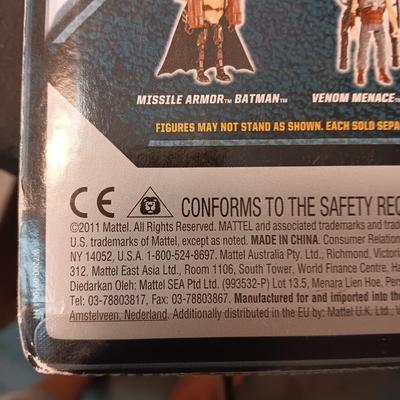 MISSILE ARMOR™ BATMAN™
VENOM MENACE™
FIGURES MAY NOT STAND AS SHOWN. EACH SOLD SEPA
CE CONFORMS TO THE SAFETY REQ
©2011 Mattel. All Rights Reserved. MATTEL and associated trademarks and trad
U.S. trademarks of Mattel, except as noted. MADE IN CHINA. Consumer Relation
NY 14052, U.S.A. 1-800-524-8697. Mattel Australia Pty. Ltd., Richmond, Victoria
312. Mattel East Asia Ltd., Room 1106, South Tower, World Finance Centre, Ha
Diedarkan Oleh: Mattel SEA Ptd Ltd. (993532-P) Lot 13.5, Menara Lien Hoe, Pers
Tel: 03-78803817, Fax: 03-78803867. Manufactured for and imported into the
Amstelveen, Nederland. Additionally distributed in the EU by: Mattel U.K. Ltd., V